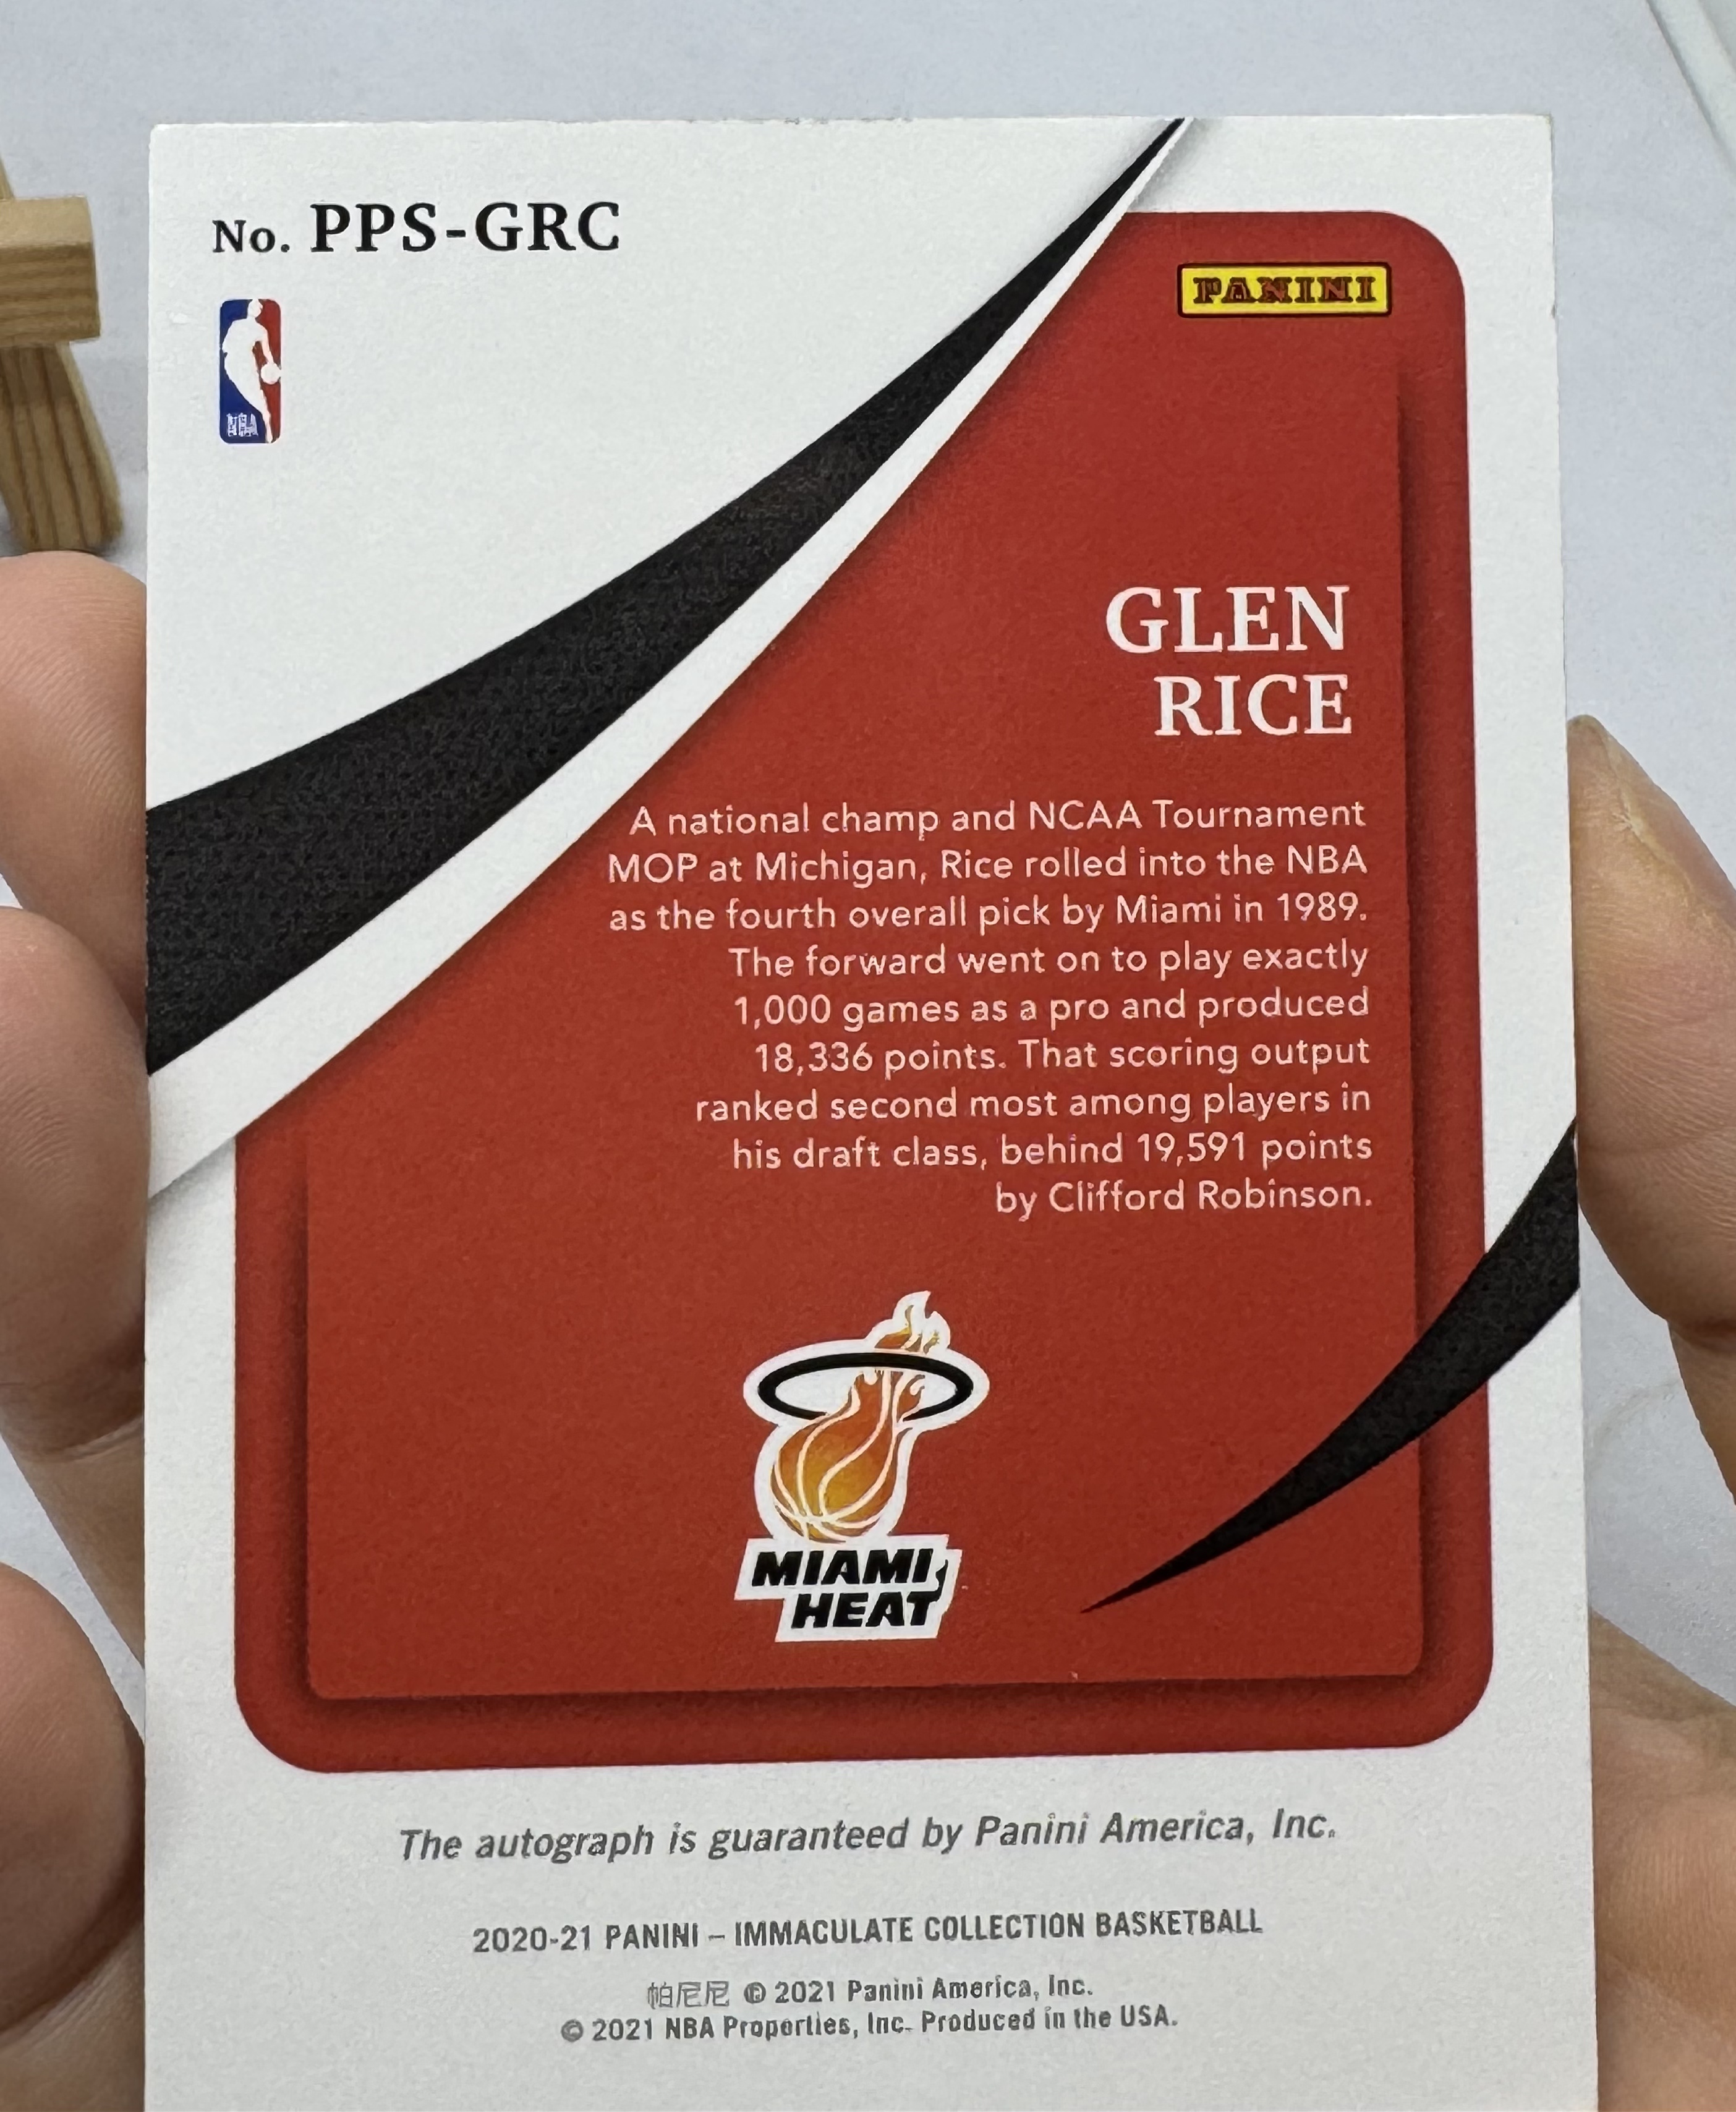 No. PPS-GRC
NBA
PANINI
GLEN
RICE
A national champ and NCAA Tournament
MOP at Michigan, Rice rolled into the NBA
as the fourth overall pick by Miami in 1989.
The forward went on to play exactly
1,000 games as a pro and produced
18,336 points. That scoring output
ranked second most among players in
his draft class, behind 19,591 points
by Clifford Robinson.
MIAMI
HEAT
The autograph is guaranteed by Panini America, Inc.
2020-21 PANINI – IMMACULATE COLLECTION BASKETBALL
帕尼尼 © 2021 Panini America, Inc.
© 2021 NBA Properties, Inc. Produced in the USA.